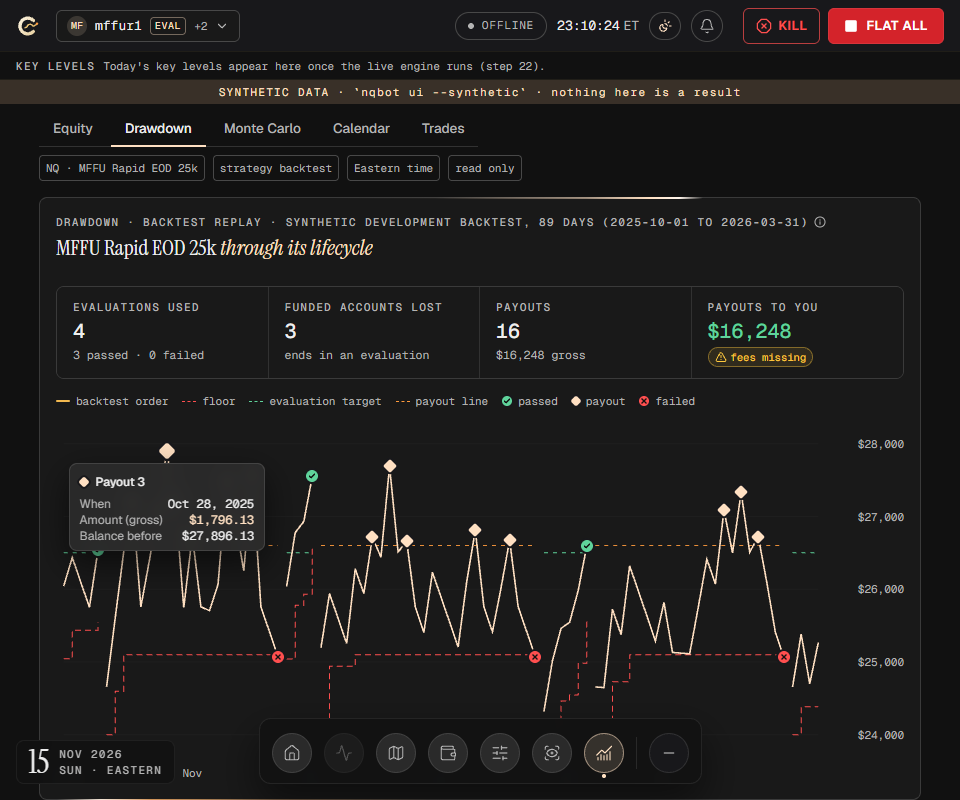 MF mffur1 EVAL +2 OFFLINE 23:10:24 ET KILL FLAT ALL
KEY LEVELS Today's key levels appear here once the live engine runs (step 22).
SYNTHETIC DATA · `nqbot ui --synthetic` · nothing here is a result
Equity Drawdown Monte Carlo Calendar Trades
NQ · MFFU Rapid EOD 25k strategy backtest Eastern time read only
DRAWDOWN · BACKTEST REPLAY · SYNTHETIC DEVELOPMENT BACKTEST, 89 DAYS (2025-10-01 TO 2026-03-31)
MFFU Rapid EOD 25k through its lifecycle
EVALUATIONS USED FUNDED ACCOUNTS LOST PAYOUTS PAYOUTS TO YOU
4 3 16 $16,248
3 passed · 0 failed ends in an evaluation $16,248 gross fees missing
backtest order floor evaluation target payout line passed payout failed
$28,000
Payout 3
When Oct 28, 2025
Amount (gross) $1,796.13
Balance before $27,896.13
$27,000
$26,000
$25,000
$24,000
15 NOV 2026
SUN · EASTERN
Nov